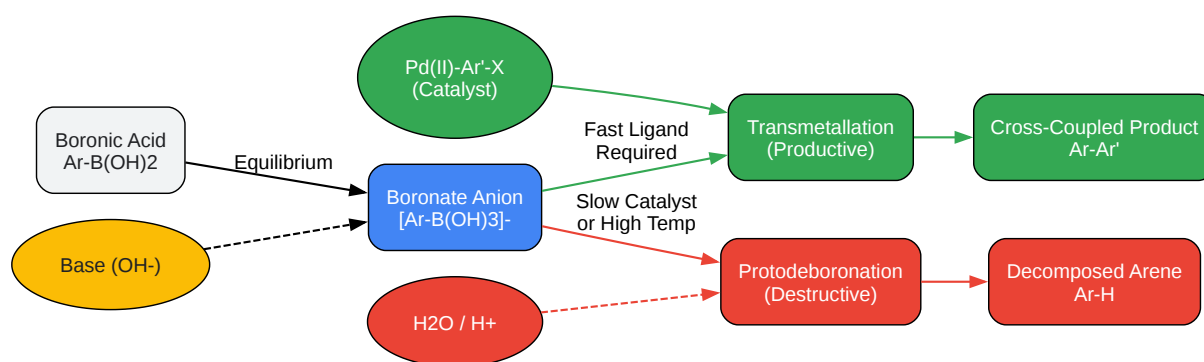 Pd(II)-Ar'-X
(Catalyst)
Boronic Acid
Ar-B(OH)2
Equilibrium
Fast Ligand
Required
Transmetallation
(Productive)
Cross-Coupled Product
Ar-Ar'
Boronate Anion
[Ar-B(OH)3]-
Slow Catalyst
or High Temp
Base (OH-)
Protodeboronation
(Destructive)
Decomposed Arene
Ar-H
H2O / H+